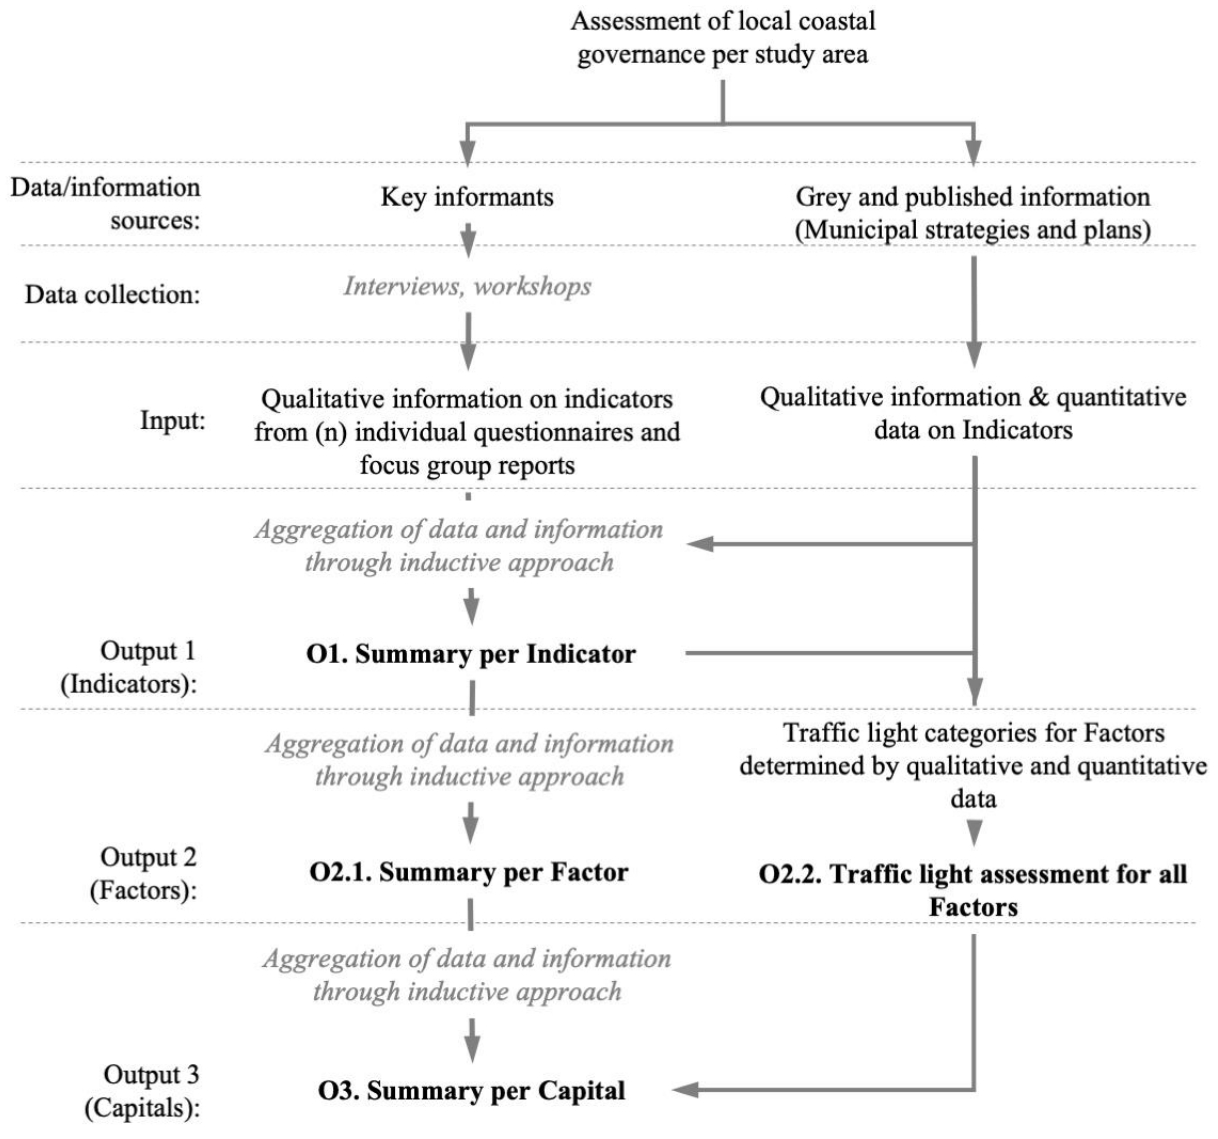 Assessment of local coastal
governance per study area
Data/information
sources:
Key informants
Grey and published information
(Municipal strategies and plans)
Data collection:
Interviews, workshops
Input:
Qualitative information on indicators
from (n) individual questionnaires and
focus group reports
Qualitative information & quantitative
data on Indicators
Aggregation of data and information
through inductive approach
Output 1
(Indicators):
O1. Summary per Indicator
Aggregation of data and information
through inductive approach
Traffic light categories for Factors
determined by qualitative and quantitative
data
Output 2
(Factors):
O2.1. Summary per Factor
O2.2. Traffic light assessment for all
Factors
Aggregation of data and information
through inductive approach
Output 3
(Capitals):
O3. Summary per Capital